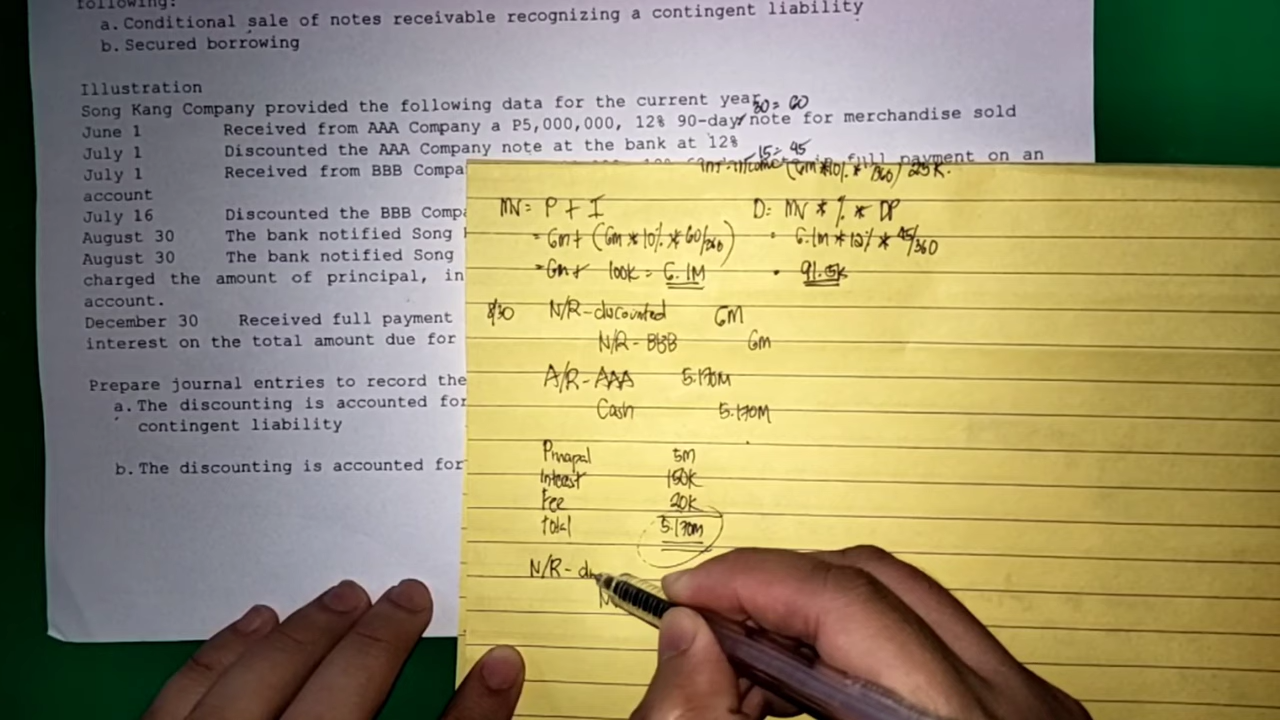 following:
a. Conditional sale of notes receivable recognizing a contingent liability
b. Secured borrowing
Illustration
Song Kang Company provided the following data for the current year
30 = 60
June 1 Received from AAA Company a P5,000,000, 12% 90-day note for merchandise sold
July 1 Discounted the AAA Company note at the bank at 12%
15 = 45
July 1 Received from BBB Compa full payment on an
account
(6m*10%* /360) 25K.
July 16 Discounted the BBB Compa
August 30 The bank notified Song
August 30 The bank notified Song
charged the amount of principal, in
account.
December 30 Received full payment
interest on the total amount due for
Prepare journal entries to record the
a. The discounting is accounted for
contingent liability
b. The discounting is accounted for
MV = P + I
= 6m + (6m * 10% * 60/360)
= 6m + 100K = 6.1M
D = MV * % * DP
6.1M * 12% * 45/360
91.5K
8/30 N/R-discounted 6M
N/R-BBB 6m
A/R-AAA 5.170M
Cash 5.170M
Principal 5M
Interest 150K
Fee 20K
Total 5.170M
N/R-